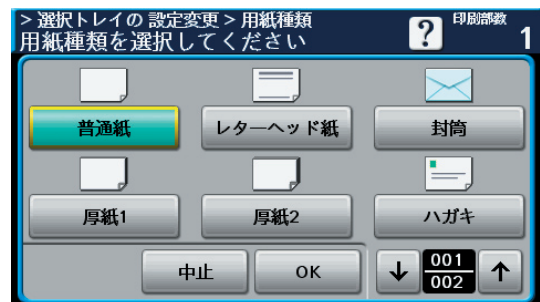 > 選択トレイの 設定変更 > 用紙種類
用紙種類を選択してください
?
印刷部数
1
普通紙
レターヘッド紙
封筒
厚紙1
厚紙2
ハガキ
中止
OK
↓
001
002
↑